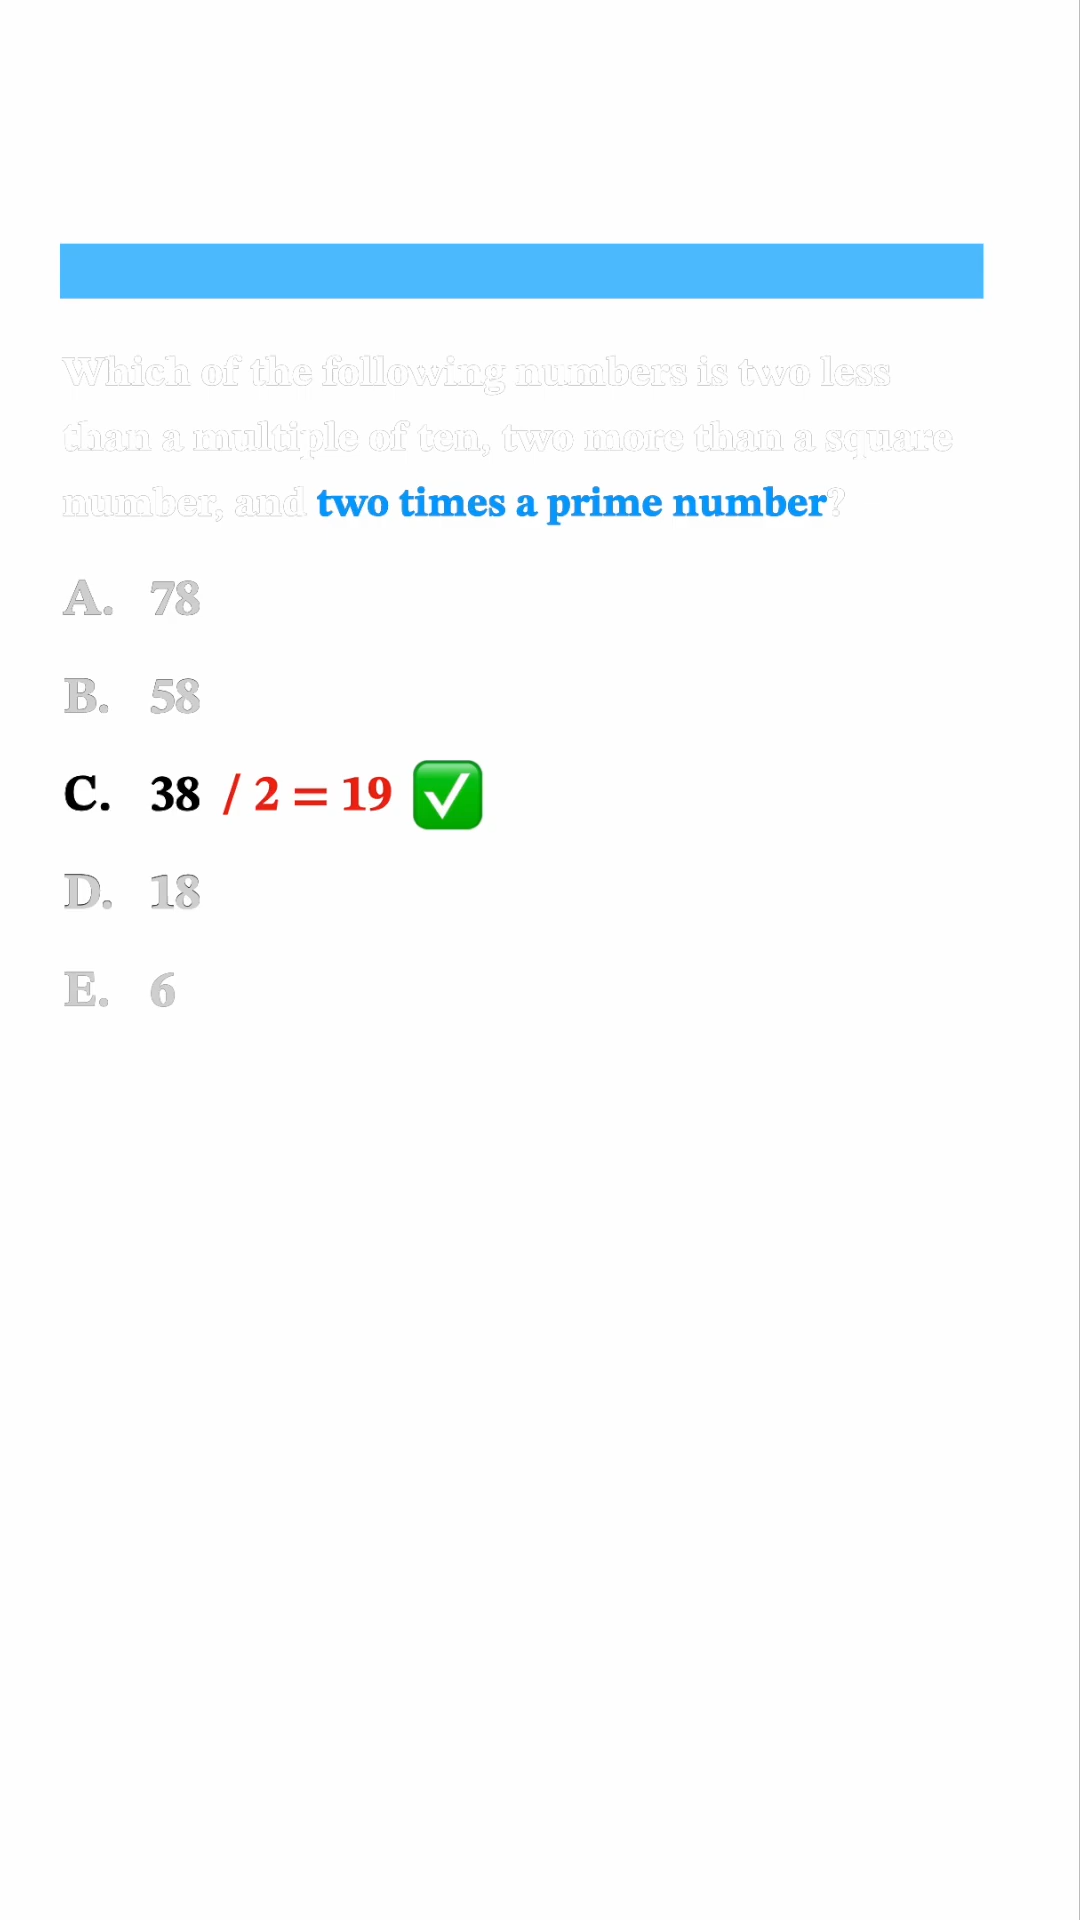 Which of the following numbers is two less
than a multiple of ten, two more than a square
number, and two times a prime number?
A. 78
B. 58
C. 38 / 2 = 19 ✅
D. 18
E. 6